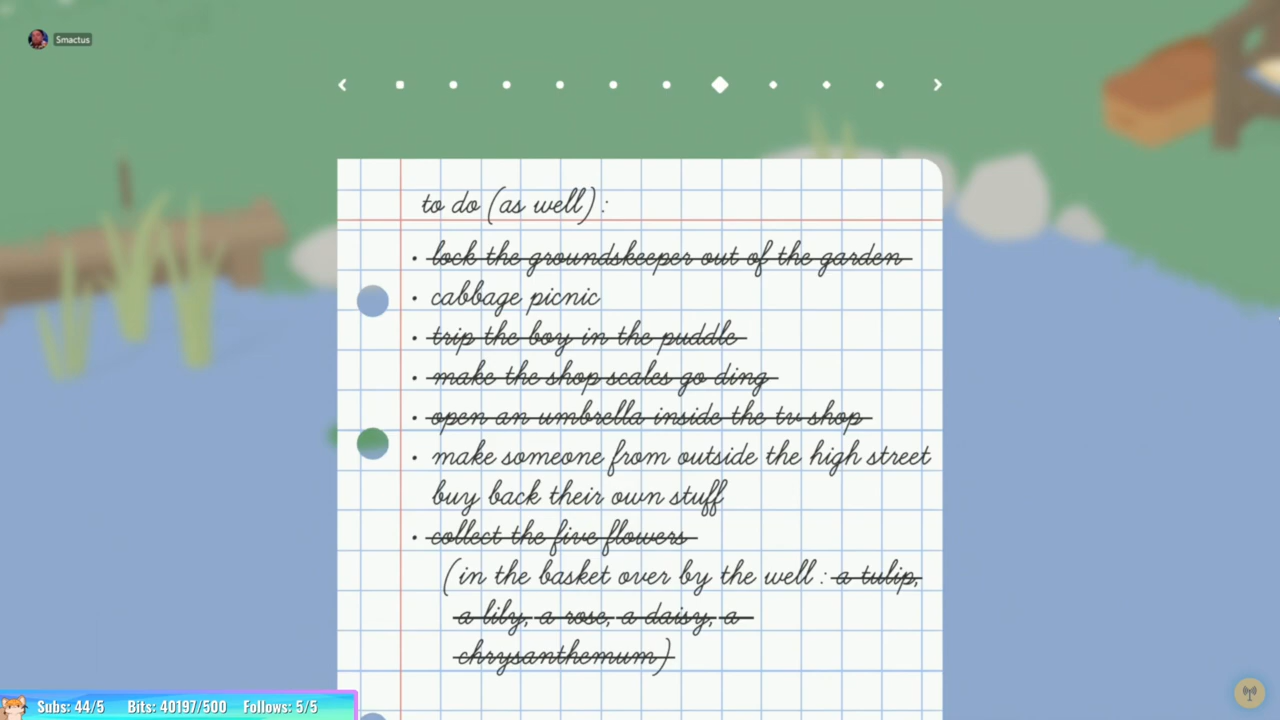 Smactus
to do (as well) :
• lock the groundskeeper out of the garden
• cabbage picnic
• trip the boy in the puddle
• make the shop scales go ding
• open an umbrella inside the tv shop
• make someone from outside the high street
buy back their own stuff
• collect the five flowers
(in the basket over by the well : a tulip,
a lily, a rose, a daisy, a
chrysanthemum)
Subs: 44/5 Bits: 40197/500 Follows: 5/5